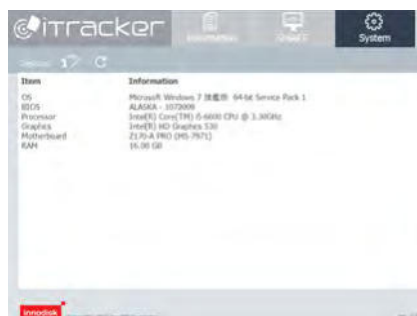 iTracker
System
Item Information
OS Microsoft Windows 7 旗艦版 64-bit Service Pack 1
BIOS ALASKA - 1072009
Processor Intel(R) Core(TM) i5-6600 CPU @ 3.30GHz
Graphics Intel(R) HD Graphics 530
Motherboard Z170-A PRO (MS-7971)
RAM 16.00 GB
innodisk